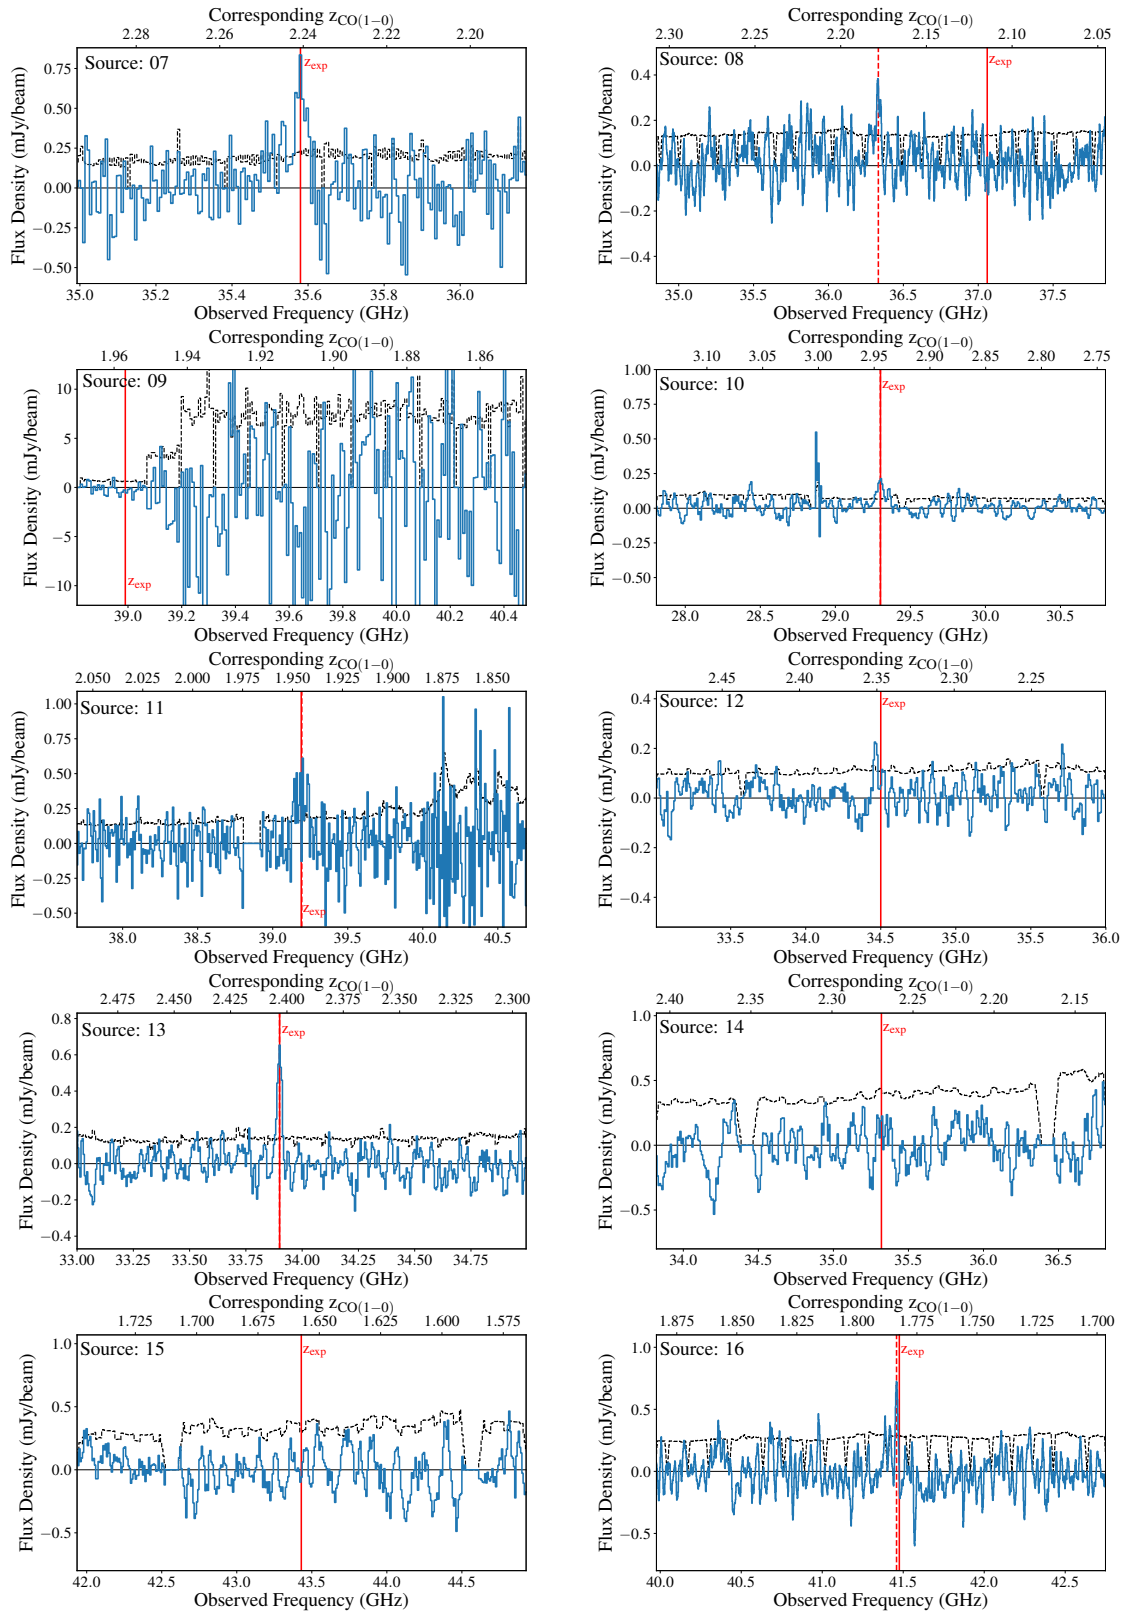 Corresponding z_CO(1−0)
2.28 2.26 2.24 2.22 2.20
Flux Density (mJy/beam)
0.75
0.50
0.25
0.00
−0.25
−0.50
Source: 07
z_exp
35.0 35.2 35.4 35.6 35.8 36.0
Observed Frequency (GHz)
Corresponding z_CO(1−0)
2.30 2.25 2.20 2.15 2.10 2.05
Flux Density (mJy/beam)
0.4
0.2
0.0
−0.2
−0.4
Source: 08
z_exp
35.0 35.5 36.0 36.5 37.0 37.5
Observed Frequency (GHz)
Corresponding z_CO(1−0)
1.96 1.94 1.92 1.90 1.88 1.86
Flux Density (mJy/beam)
10
5
0
−5
−10
Source: 09
z_exp
39.0 39.2 39.4 39.6 39.8 40.0 40.2 40.4
Observed Frequency (GHz)
Corresponding z_CO(1−0)
3.10 3.05 3.00 2.95 2.90 2.85 2.80 2.75
Flux Density (mJy/beam)
1.00
0.75
0.50
0.25
0.00
−0.25
−0.50
Source: 10
z_exp
28.0 28.5 29.0 29.5 30.0 30.5
Observed Frequency (GHz)
Corresponding z_CO(1−0)
2.050 2.025 2.000 1.975 1.950 1.925 1.900 1.875 1.850
Flux Density (mJy/beam)
1.00
0.75
0.50
0.25
0.00
−0.25
−0.50
Source: 11
z_exp
38.0 38.5 39.0 39.5 40.0 40.5
Observed Frequency (GHz)
Corresponding z_CO(1−0)
2.45 2.40 2.35 2.30 2.25
Flux Density (mJy/beam)
0.4
0.2
0.0
−0.2
−0.4
Source: 12
z_exp
33.5 34.0 34.5 35.0 35.5 36.0
Observed Frequency (GHz)
Corresponding z_CO(1−0)
2.475 2.450 2.425 2.400 2.375 2.350 2.325 2.300
Flux Density (mJy/beam)
0.8
0.6
0.4
0.2
0.0
−0.2
−0.4
Source: 13
z_exp
33.00 33.25 33.50 33.75 34.00 34.25 34.50 34.75
Observed Frequency (GHz)
Corresponding z_CO(1−0)
2.40 2.35 2.30 2.25 2.20 2.15
Flux Density (mJy/beam)
1.0
0.5
0.0
−0.5
Source: 14
z_exp
34.0 34.5 35.0 35.5 36.0 36.5
Observed Frequency (GHz)
Corresponding z_CO(1−0)
1.725 1.700 1.675 1.650 1.625 1.600 1.575
Flux Density (mJy/beam)
1.0
0.5
0.0
−0.5
Source: 15
z_exp
42.0 42.5 43.0 43.5 44.0 44.5
Observed Frequency (GHz)
Corresponding z_CO(1−0)
1.875 1.850 1.825 1.800 1.775 1.750 1.725 1.700
Flux Density (mJy/beam)
1.0
0.5
0.0
−0.5
Source: 16
z_exp
40.0 40.5 41.0 41.5 42.0 42.5
Observed Frequency (GHz)